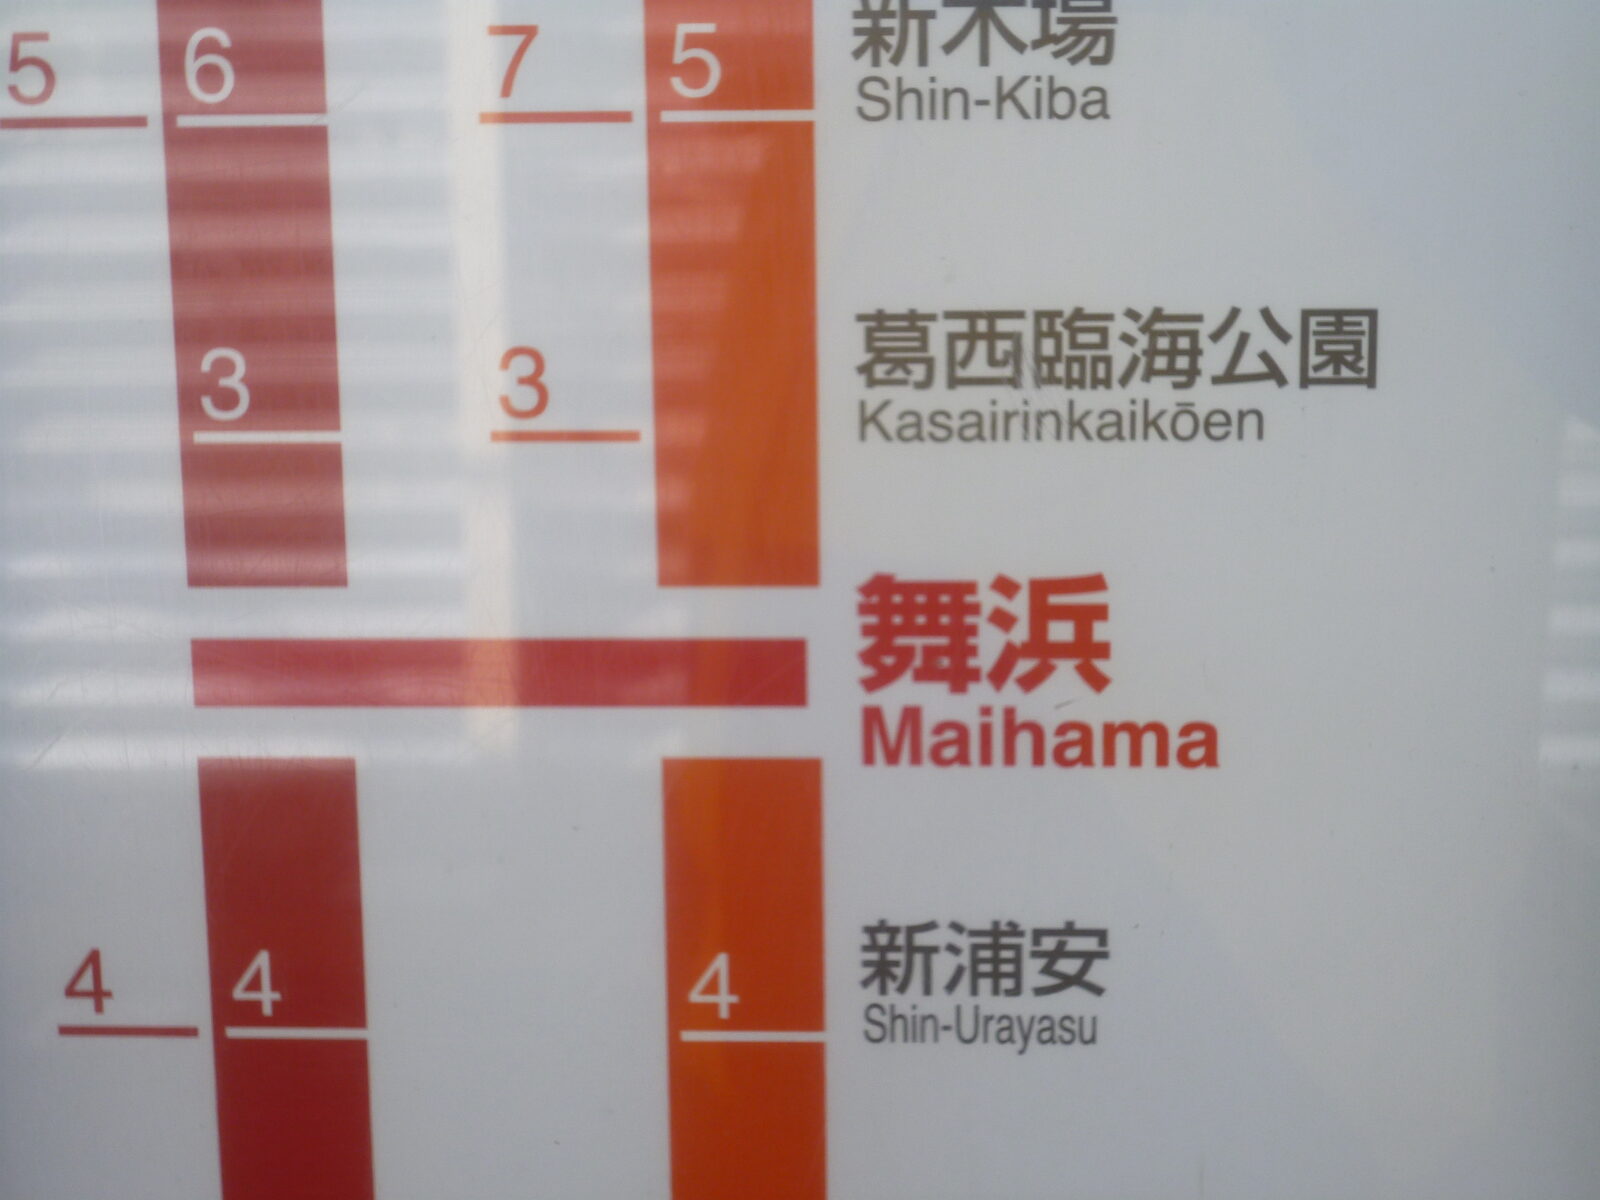 5 6 7 5 新木場
Shin-Kiba
3 3 葛西臨海公園
Kasairinkaikōen
舞浜
Maihama
4 4 4 新浦安
Shin-Urayasu